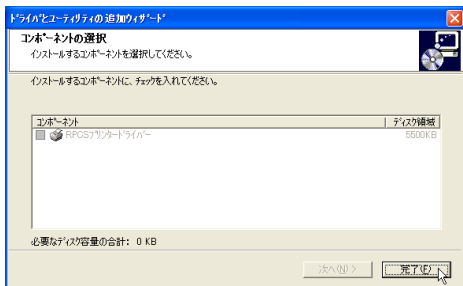 ﾄﾞﾗｲﾊﾞとﾕｰﾃｨﾘﾃｨの追加ｳｨｻﾞｰﾄﾞ
ｺﾝﾎﾟｰﾈﾝﾄの選択
ｲﾝｽﾄｰﾙするｺﾝﾎﾟｰﾈﾝﾄを選択してください。
ｲﾝｽﾄｰﾙするｺﾝﾎﾟｰﾈﾝﾄに、ﾁｪｯｸを入れてください。
ｺﾝﾎﾟｰﾈﾝﾄ ﾃﾞｨｽｸ領域
RPCSﾌﾟﾘﾝﾀｰﾄﾞﾗｲﾊﾞｰ 5500KB
必要なﾃﾞｨｽｸ容量の合計: 0 KB
次へ(N) > 完了(F)